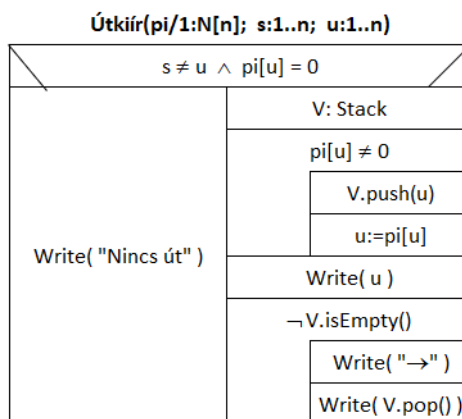 Útkiír(pi/1:N[n]; s:1..n; u:1..n)
s ≠ u ∧ pi[u] = 0
Write( "Nincs út" )
V: Stack
pi[u] ≠ 0
V.push(u)
u:=pi[u]
Write( u )
¬ V.isEmpty()
Write( "→" )
Write( V.pop() )